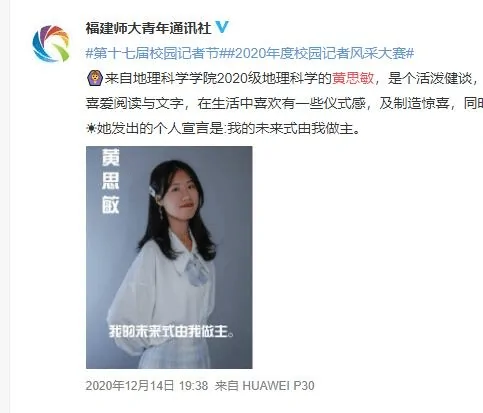 福建师大青年通讯社
#第十七届校园记者节##2020年度校园记者风采大赛#
🙆来自地理科学学院2020级地理科学的黄思敏，是个活泼健谈，
喜爱阅读与文字，在生活中喜欢有一些仪式感，及制造惊喜，同时
☀她发出的个人宣言是:我的未来式由我做主。
黄思敏
我的未来式由我做主。
2020年12月14日 19:38 来自 HUAWEI P30